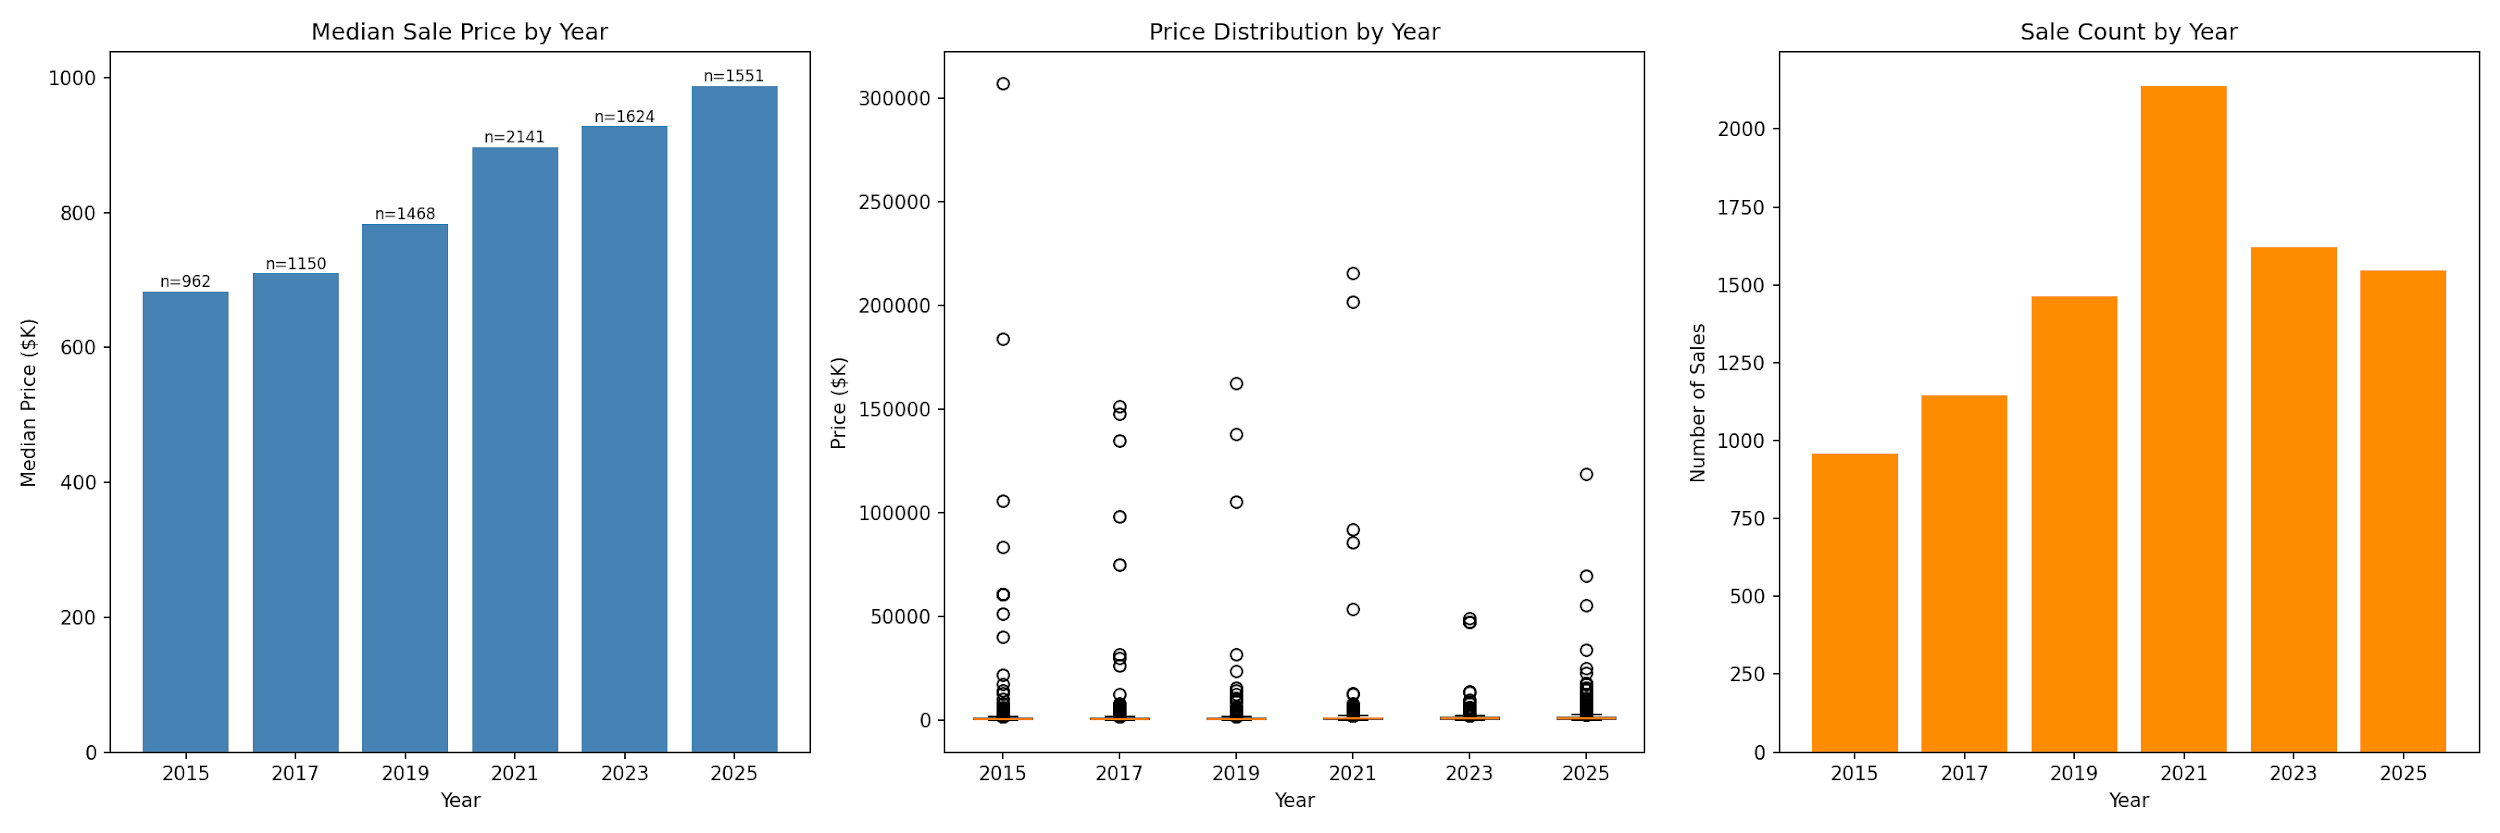 Median Sale Price by Year
Median Price ($K)
1000
800
600
400
200
0
n=962
n=1150
n=1468
n=2141
n=1624
n=1551
2015 2017 2019 2021 2023 2025
Year
Price Distribution by Year
Price ($K)
300000
250000
200000
150000
100000
50000
0
2015 2017 2019 2021 2023 2025
Year
Sale Count by Year
Number of Sales
2000
1750
1500
1250
1000
750
500
250
0
2015 2017 2019 2021 2023 2025
Year